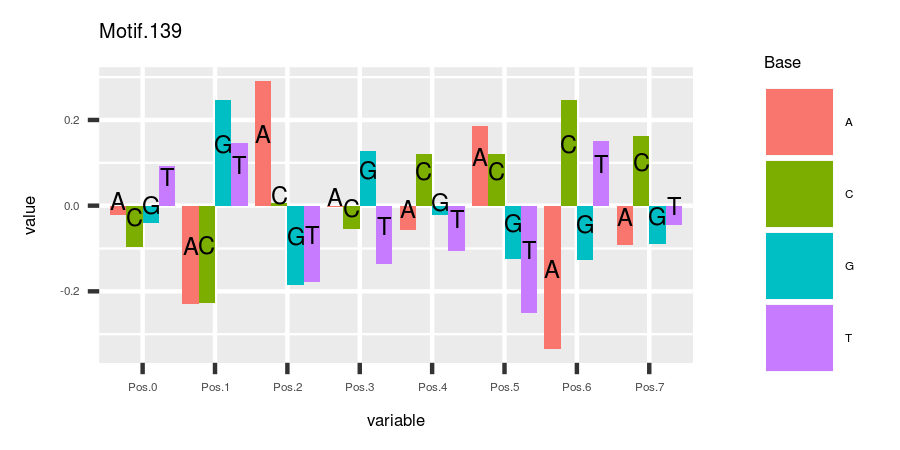 Motif.139
Base
A
C
G
T
value
0.2
0.0
-0.2
A C G T A C G T A C G T A C G T A C G T A C G T A C G T A C G T
Pos.0 Pos.1 Pos.2 Pos.3 Pos.4 Pos.5 Pos.6 Pos.7
variable